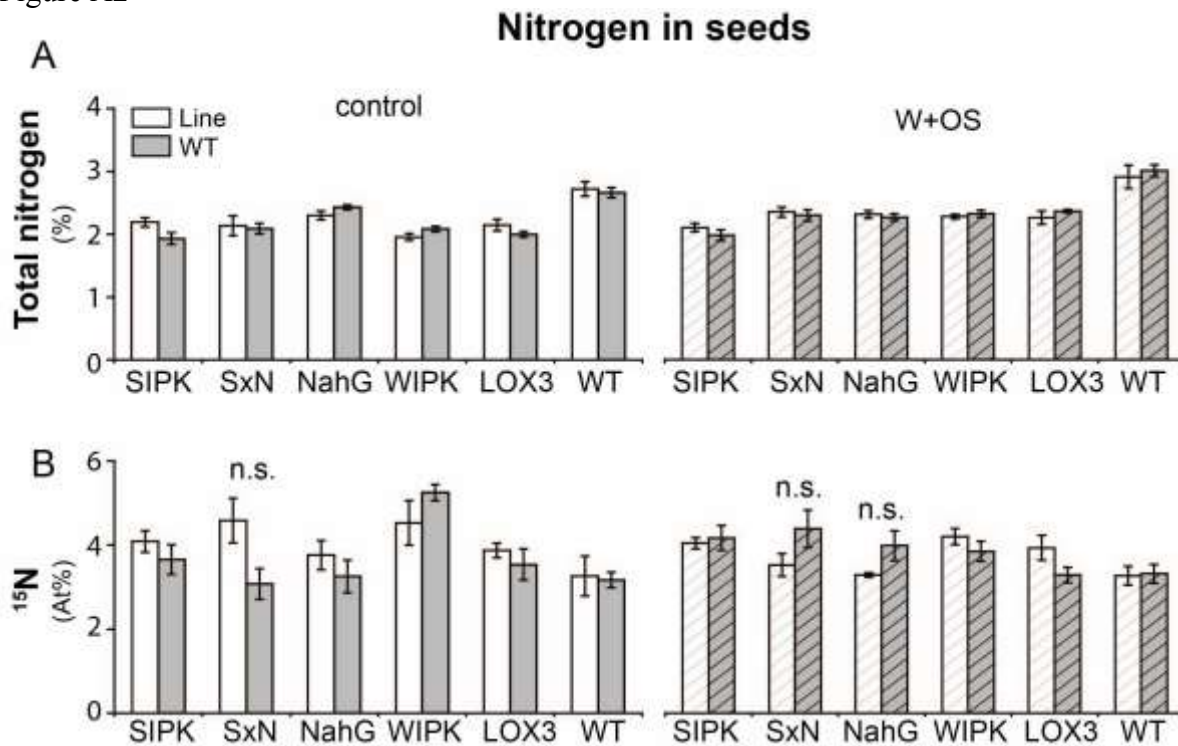 Nitrogen in seeds
A
Total nitrogen
(%)
4
3
2
1
0
Line
WT
control
W+OS
SIPK SxN NahG WIPK LOX3 WT SIPK SxN NahG WIPK LOX3 WT
B
15N
(At%)
6
4
2
0
n.s.
n.s.
n.s.
SIPK SxN NahG WIPK LOX3 WT SIPK SxN NahG WIPK LOX3 WT